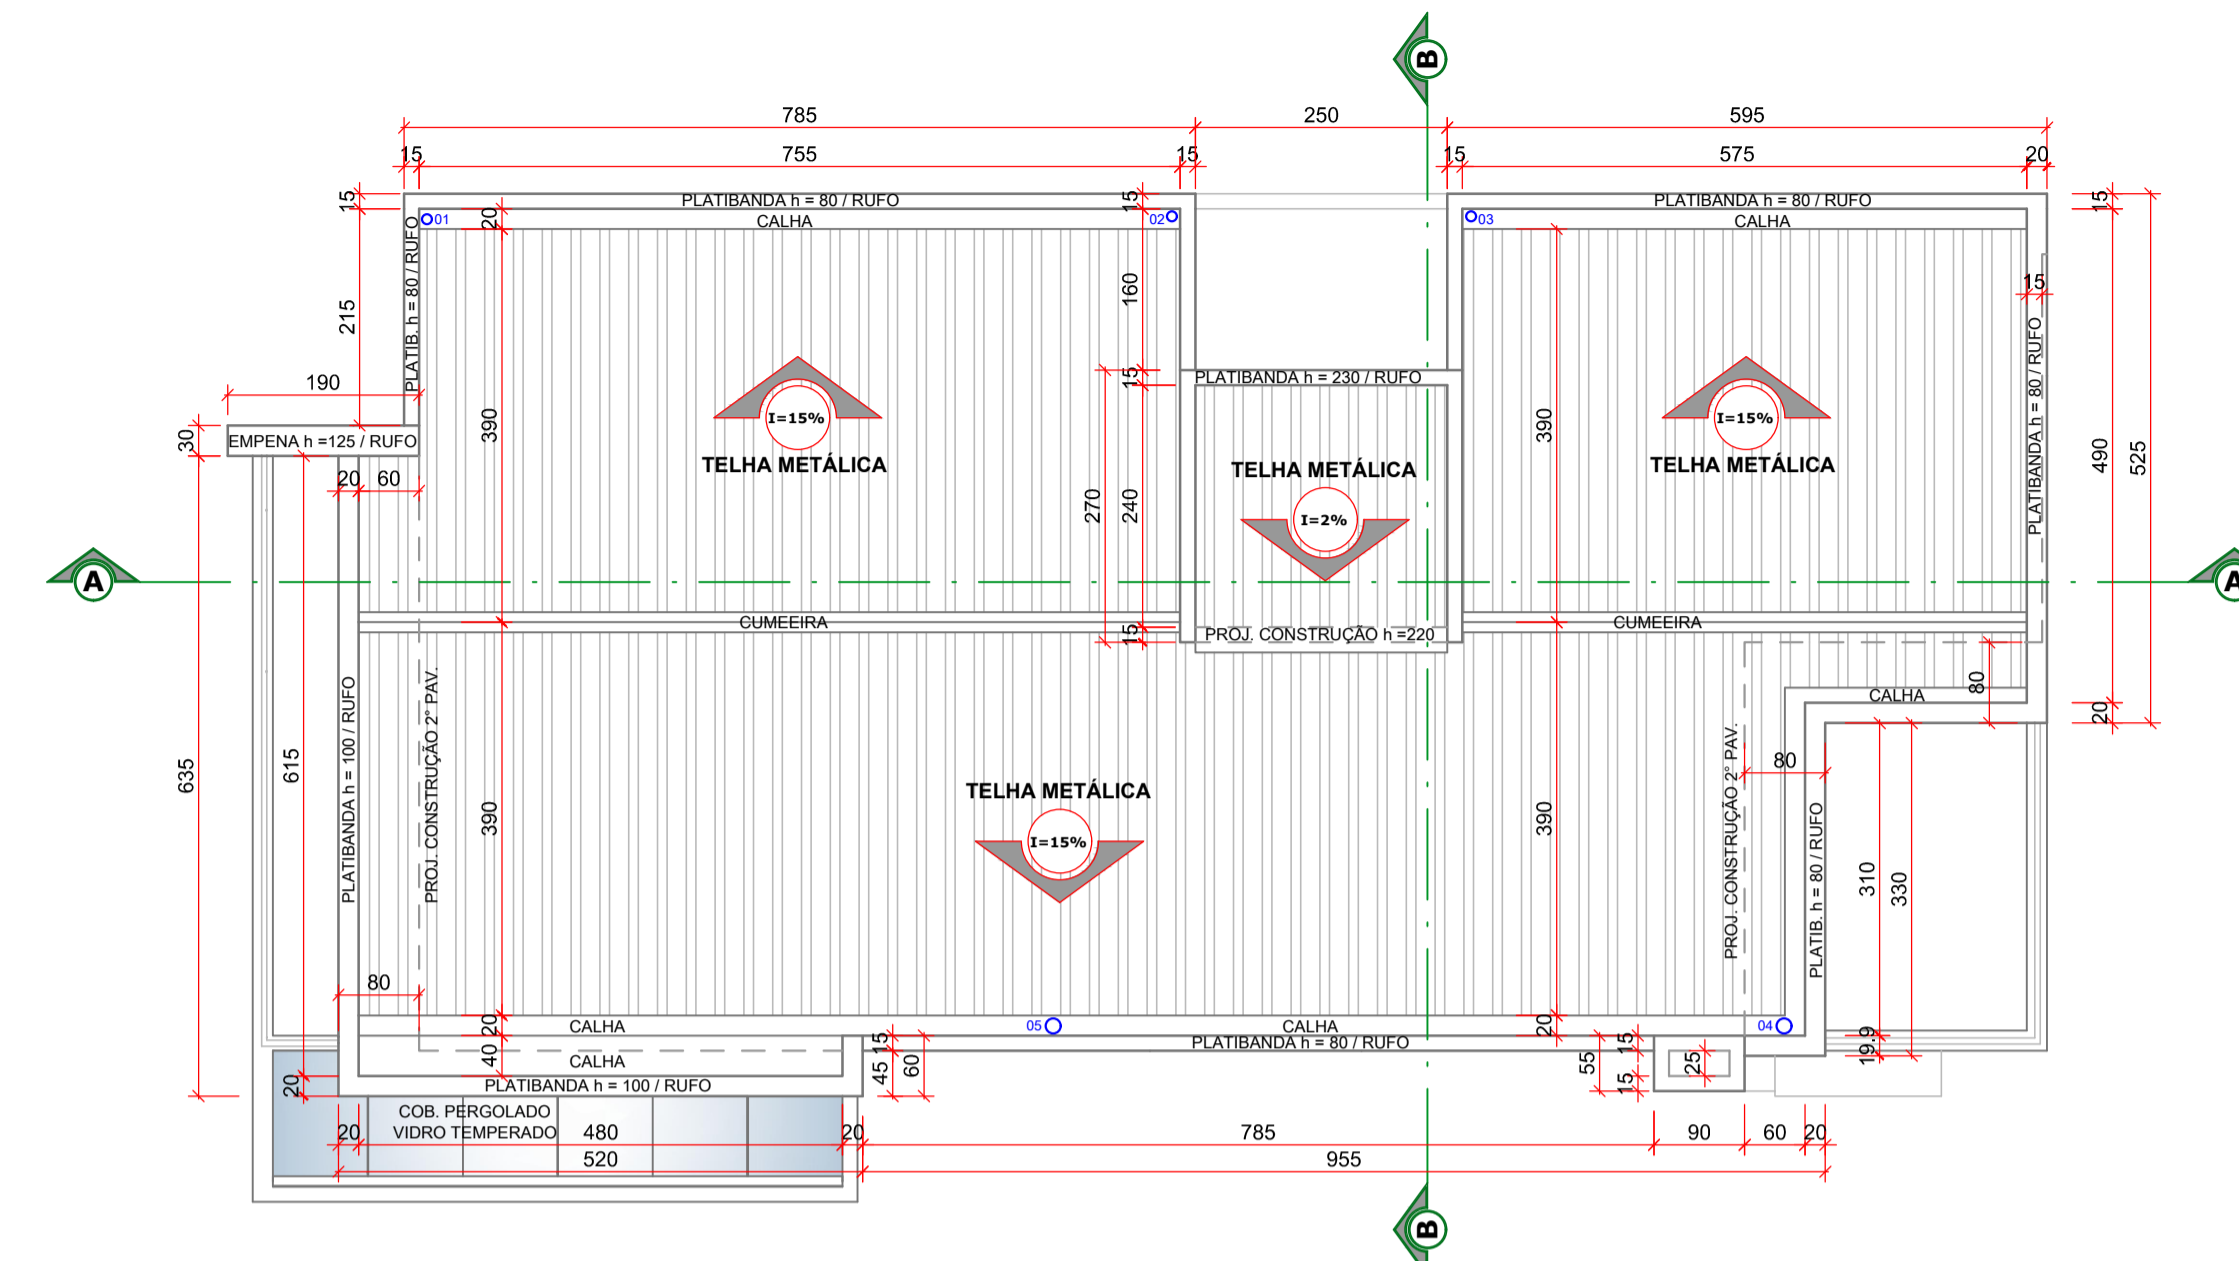 B
785
250
595
15
755
15
15
575
20
15
PLATIBANDA h = 80 / RUFO
15
PLATIBANDA h = 80 / RUFO
15
01
20
CALHA
02
03
CALHA
PLATIB. h = 80 / RUFO
215
160
15
190
15
PLATIBANDA h = 230 / RUFO
PLATIBANDA h = 80 / RUFO
30
EMPENA h =125 / RUFO
390
I=15%
TELHA METÁLICA
390
I=15%
TELHA METÁLICA
490
525
20
60
270
240
TELHA METÁLICA
I=2%
A
A
CUMEEIRA
15
PROJ. CONSTRUÇÃO h =220
CUMEEIRA
80
CALHA
20
635
615
PLATIBANDA h = 100 / RUFO
PROJ. CONSTRUÇÃO 2° PAV.
390
TELHA METÁLICA
I=15%
390
PROJ. CONSTRUÇÃO 2° PAV.
80
PLATIB. h = 80 / RUFO
310
330
80
20
CALHA
05
CALHA
20
04
40
CALHA
15
PLATIBANDA h = 80 / RUFO
15
19.9
45
60
55
25
15
20
PLATIBANDA h = 100 / RUFO
COB. PERGOLADO
VIDRO TEMPERADO
20
480
20
785
90
60
20
520
955
B